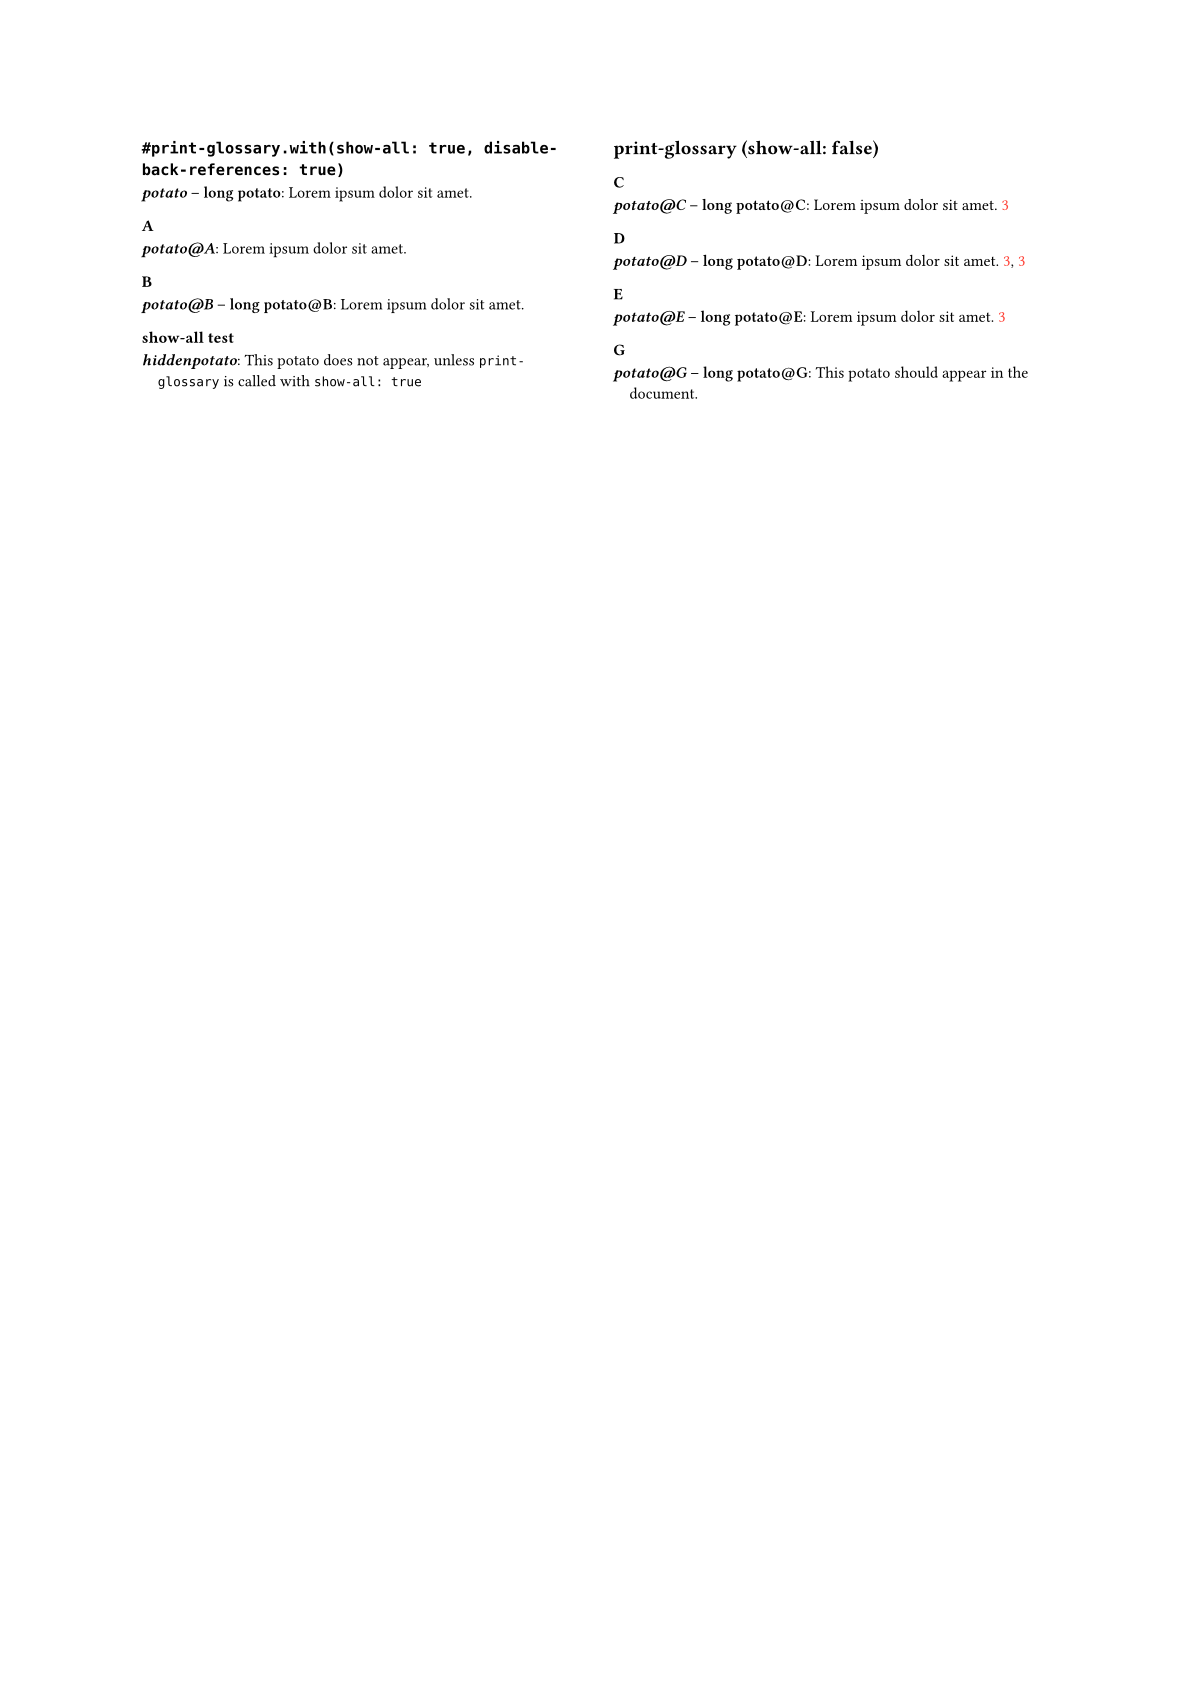 #print-glossary.with(show-all: true, disable-
back-references: true)
potato – long potato: Lorem ipsum dolor sit amet.
A
potato@A: Lorem ipsum dolor sit amet.
B
potato@B – long potato@B: Lorem ipsum dolor sit amet.
show-all test
hiddenpotato: This potato does not appear, unless print-
glossary is called with show-all: true
print-glossary (show-all: false)
C
potato@C – long potato@C: Lorem ipsum dolor sit amet. 3
D
potato@D – long potato@D: Lorem ipsum dolor sit amet. 3, 3
E
potato@E – long potato@E: Lorem ipsum dolor sit amet. 3
G
potato@G – long potato@G: This potato should appear in the
document.